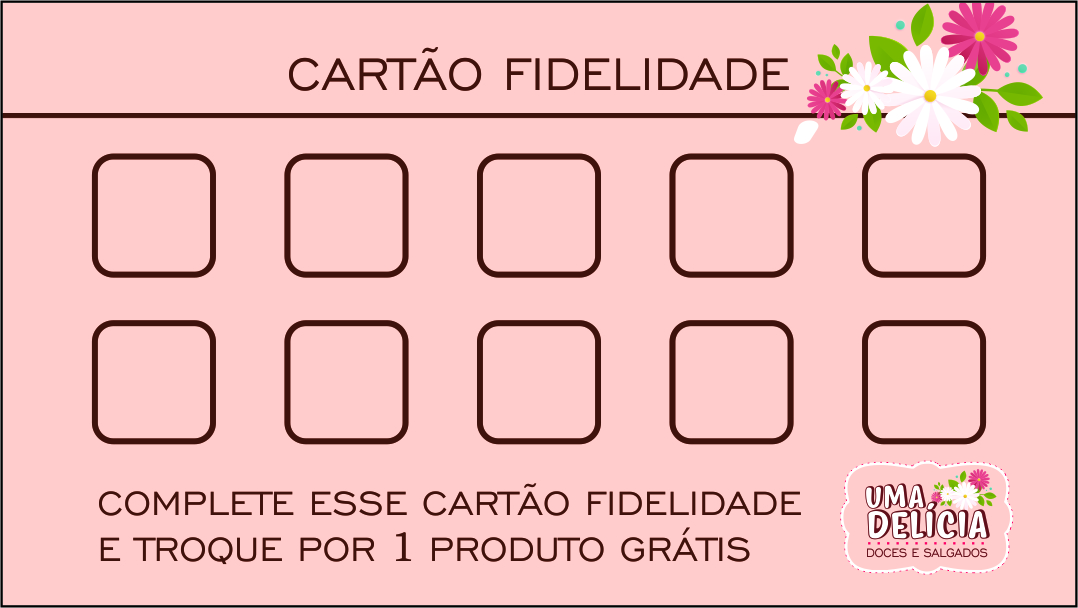 CARTÃO FIDELIDADE
COMPLETE ESSE CARTÃO FIDELIDADE
E TROQUE POR 1 PRODUTO GRÁTIS
UMA
DELÍCIA
DOCES E SALGADOS